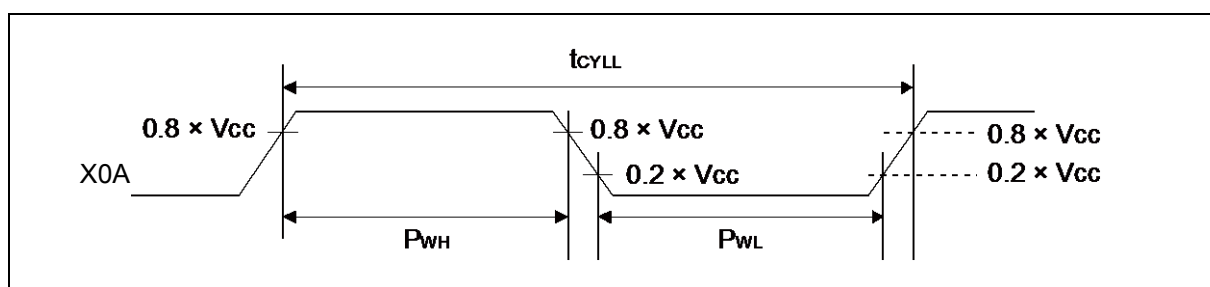 tCYLL
0.8 × Vcc
0.8 × Vcc
0.8 × Vcc
X0A
0.2 × Vcc
0.2 × Vcc
PWH
PWL